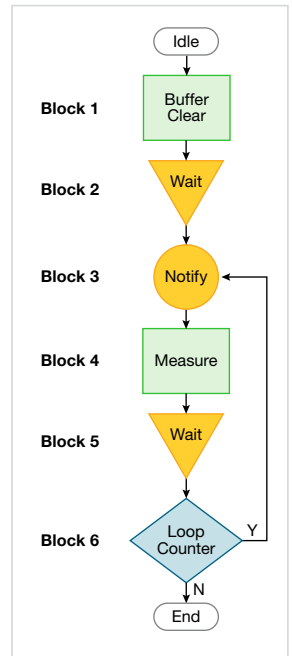 Idle
Block 1
Buffer
Clear
Block 2
Wait
Block 3
Notify
Block 4
Measure
Block 5
Wait
Block 6
Loop
Counter
Y
N
End